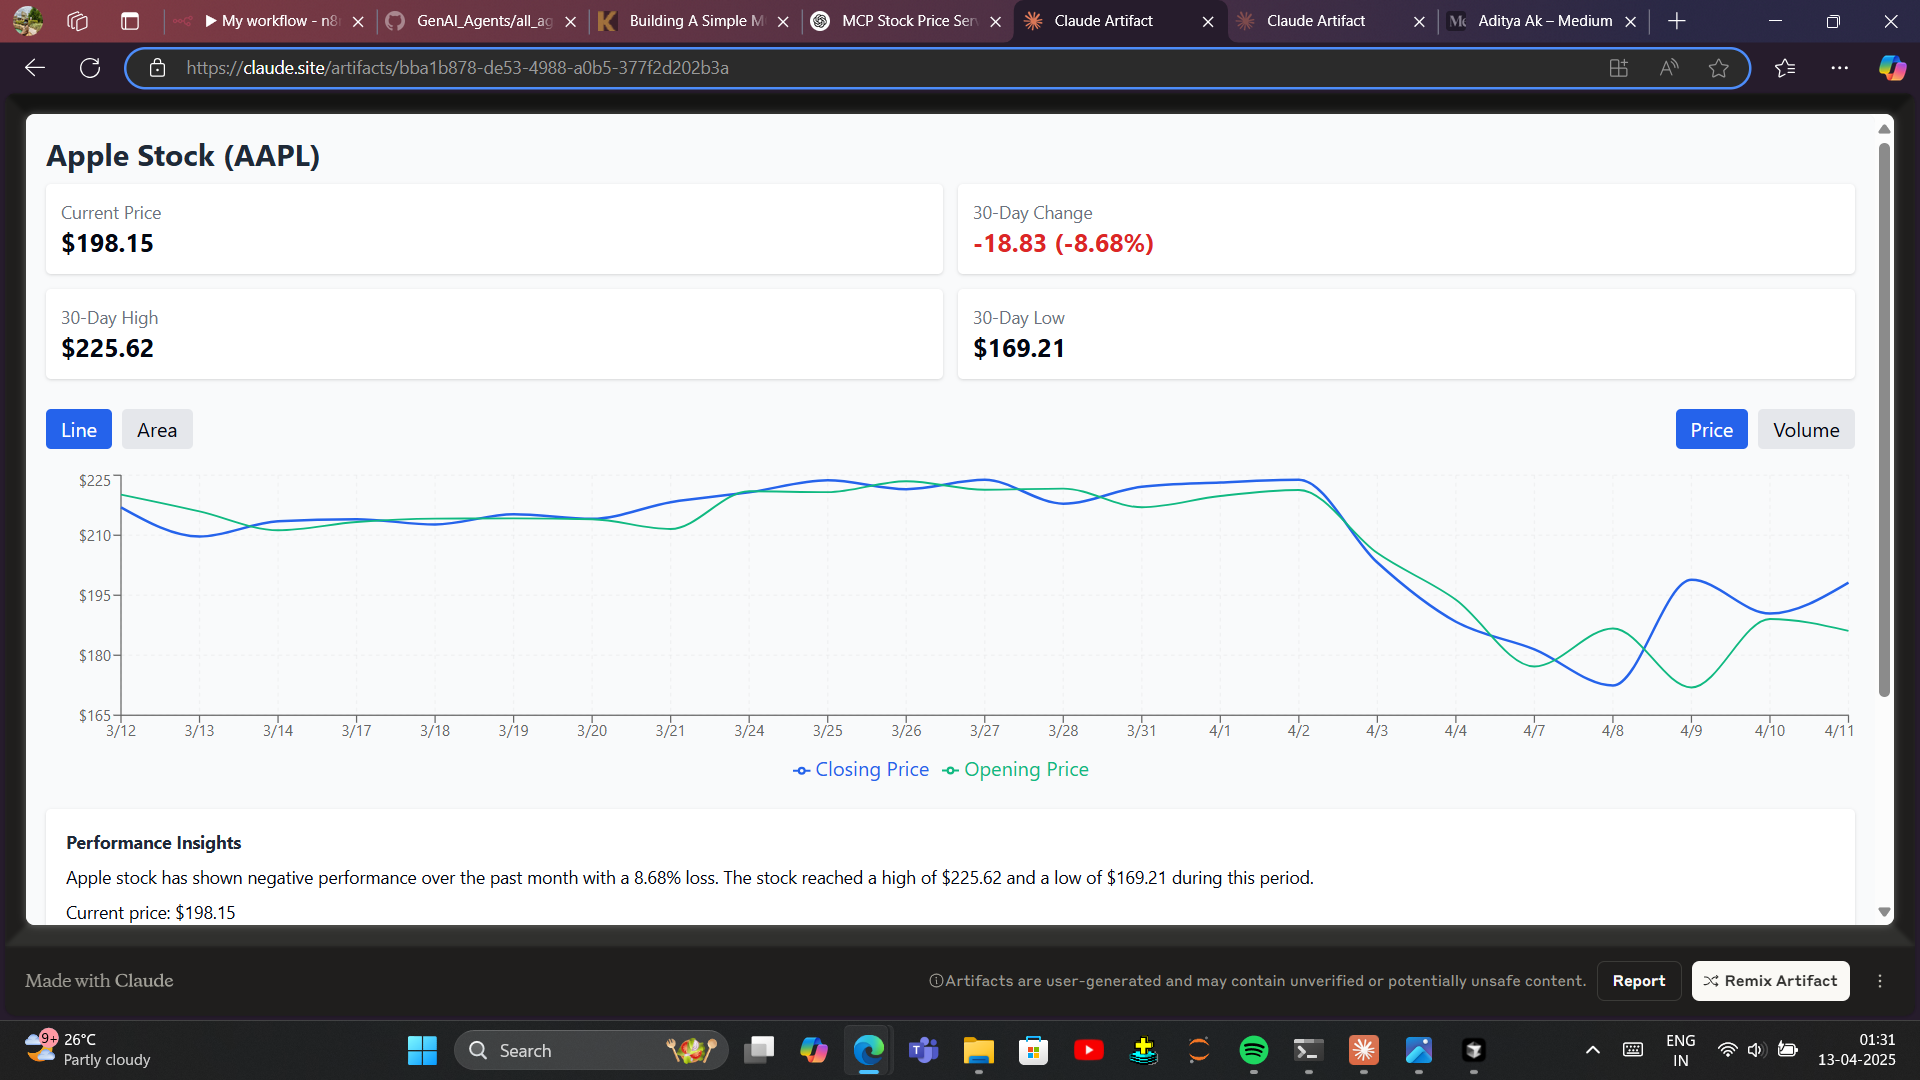 ▶ My workflow - n8
GenAI_Agents/all_ag
Building A Simple M
MCP Stock Price Serv
Claude Artifact
Claude Artifact
Aditya Ak – Medium
https://claude.site/artifacts/bba1b878-de53-4988-a0b5-377f2d202b3a
Apple Stock (AAPL)
Current Price
$198.15
30-Day Change
-18.83 (-8.68%)
30-Day High
$225.62
30-Day Low
$169.21
Line
Area
Price
Volume
$225
$210
$195
$180
$165
3/12 3/13 3/14 3/17 3/18 3/19 3/20 3/21 3/24 3/25 3/26 3/27 3/28 3/31 4/1 4/2 4/3 4/4 4/7 4/8 4/9 4/10 4/11
Closing Price Opening Price
Performance Insights
Apple stock has shown negative performance over the past month with a 8.68% loss. The stock reached a high of $225.62 and a low of $169.21 during this period.
Current price: $198.15
Made with Claude
Artifacts are user-generated and may contain unverified or potentially unsafe content.
Report
Remix Artifact
9+
26°C
Partly cloudy
Search
ENG
IN
01:31
13-04-2025